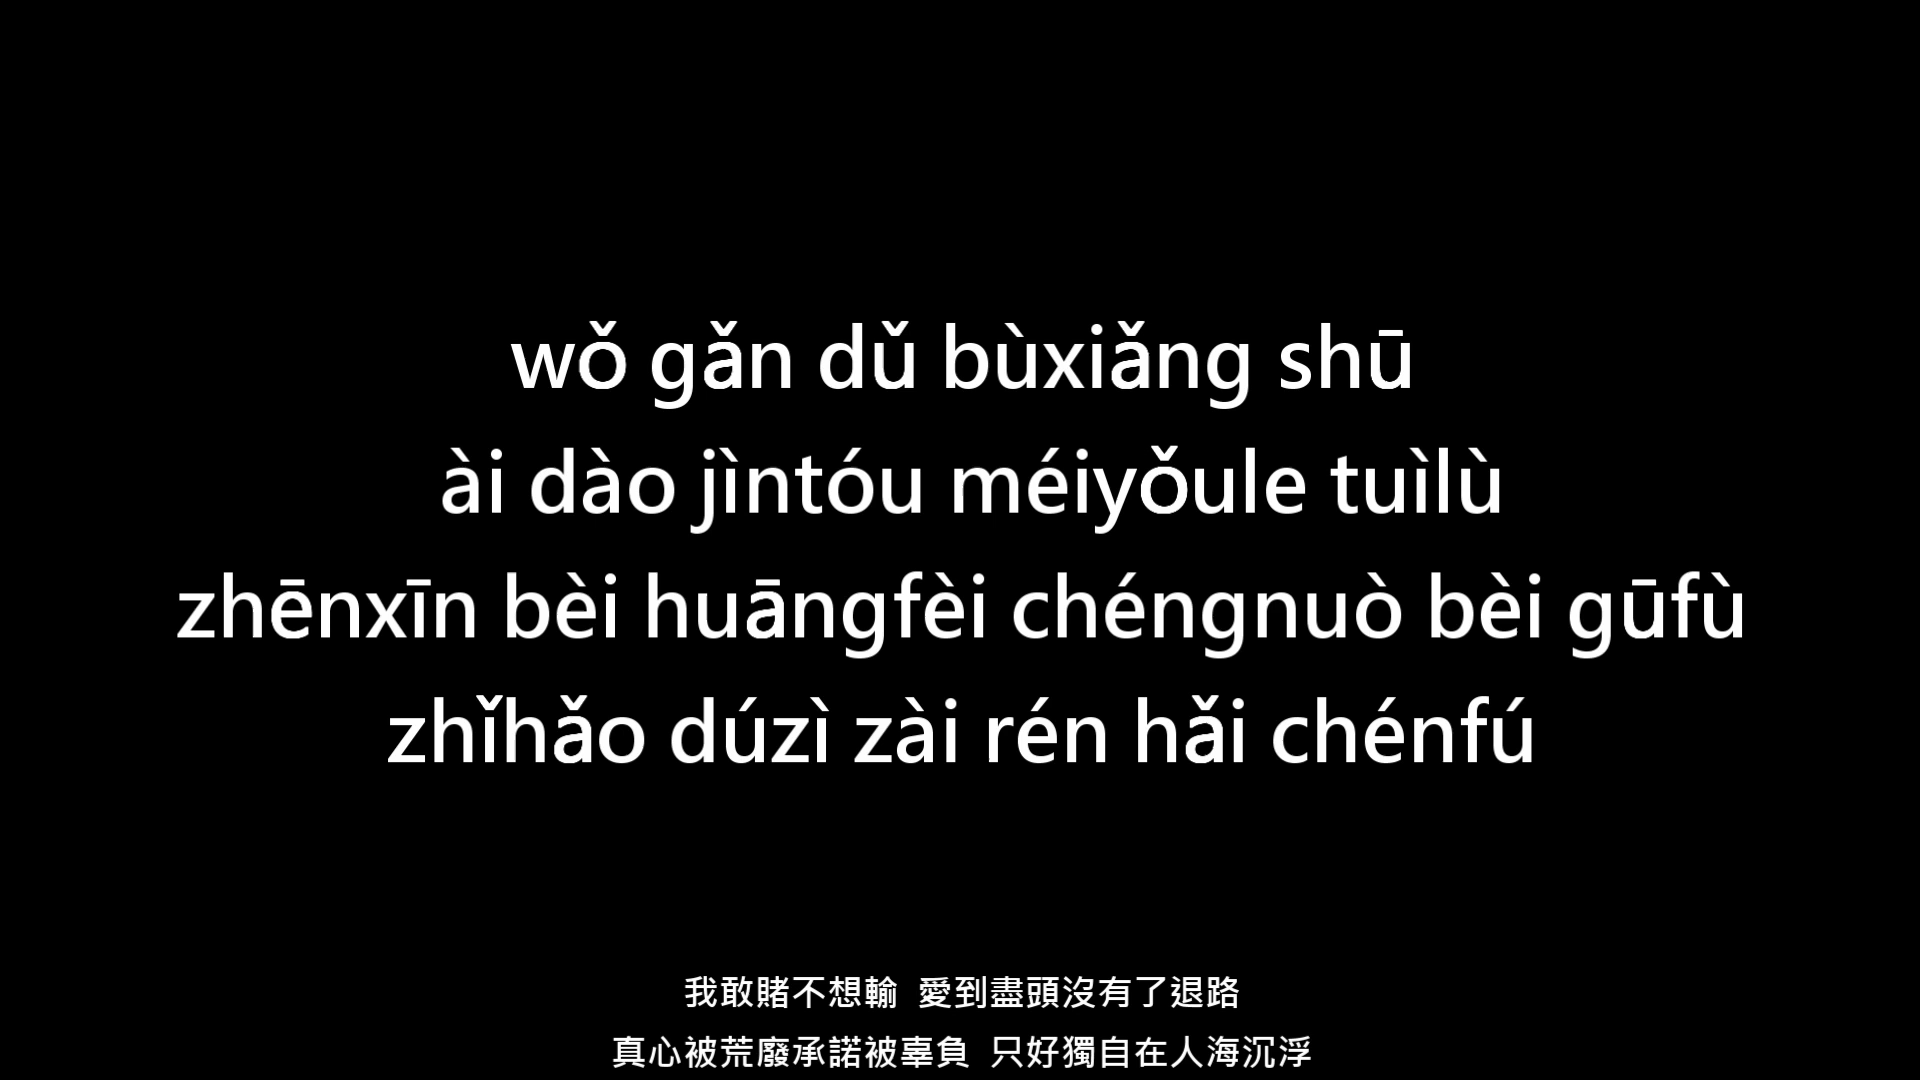 wǒ gǎn dǔ bùxiǎng shū
ài dào jìntóu méiyǒule tuìlù
zhēnxīn bèi huāngfèi chéngnuò bèi gūfù
zhǐhǎo dúzì zài rén hǎi chénfú
我敢賭不想輸 愛到盡頭沒有了退路
真心被荒廢承諾被辜負 只好獨自在人海沉浮